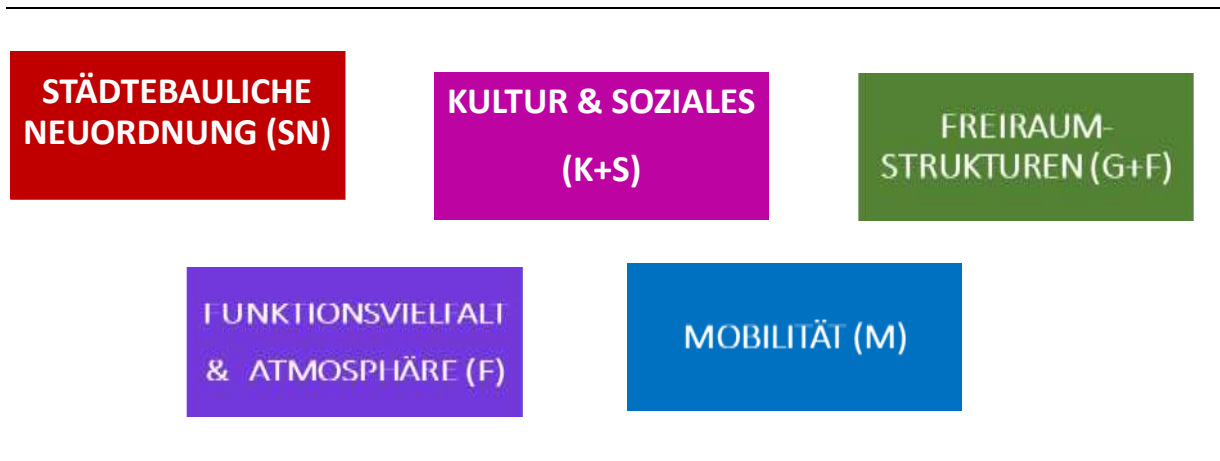 STÄDTEBAULICHE
NEUORDNUNG (SN)
KULTUR & SOZIALES
(K+S)
FREIRAUM-
STRUKTUREN (G+F)
FUNKTIONSVIELFALT
& ATMOSPHÄRE (F)
MOBILITÄT (M)